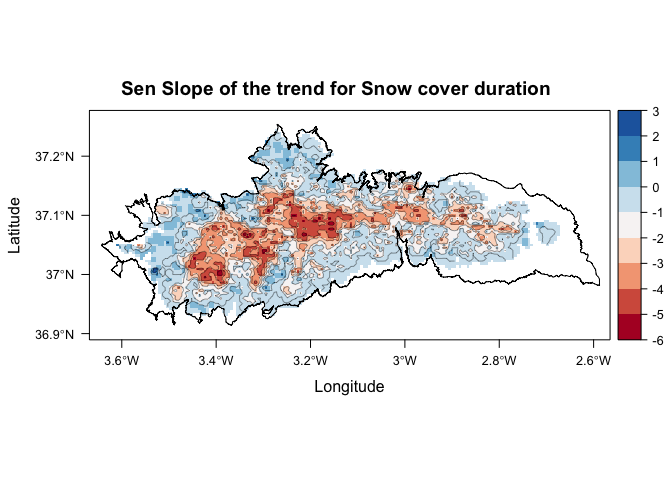 Sen Slope of the trend for Snow cover duration
Latitude
37.2°N
37.1°N
37°N
36.9°N
3.6°W
3.4°W
3.2°W
3°W
2.8°W
2.6°W
Longitude
3
2
1
0
-1
-2
-3
-4
-5
-6